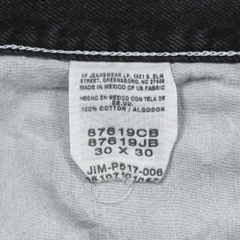 VF JEANSWEAR LP, 1421 S. ELM
STREET, GREENSBORO, NC 27406
MADE IN MEXICO OF US FABRIC
HECHO EN MEXICO CON TELA DE
EE.UU.
100% COTTON / ALGODON
87619CB
87619JB
30 X 30
JIM-P517-006